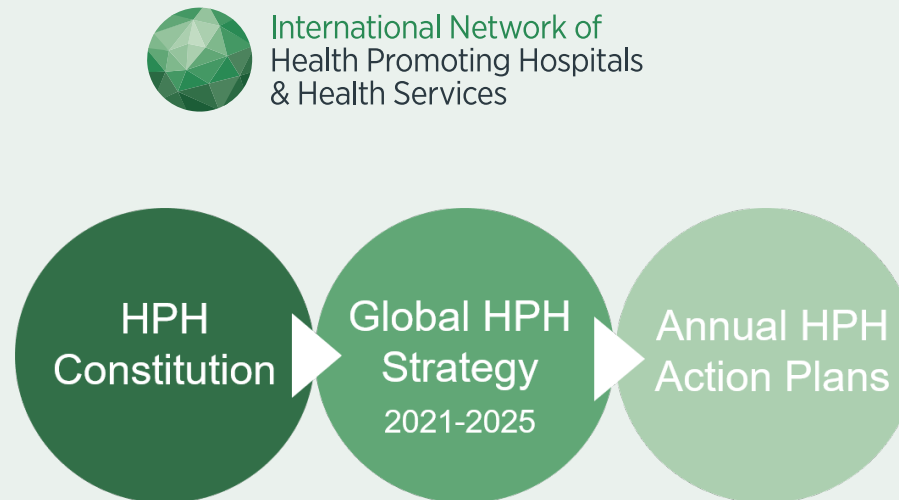 International Network of
Health Promoting Hospitals
& Health Services
HPH
Constitution
Global HPH
Strategy
2021-2025
Annual HPH
Action Plans